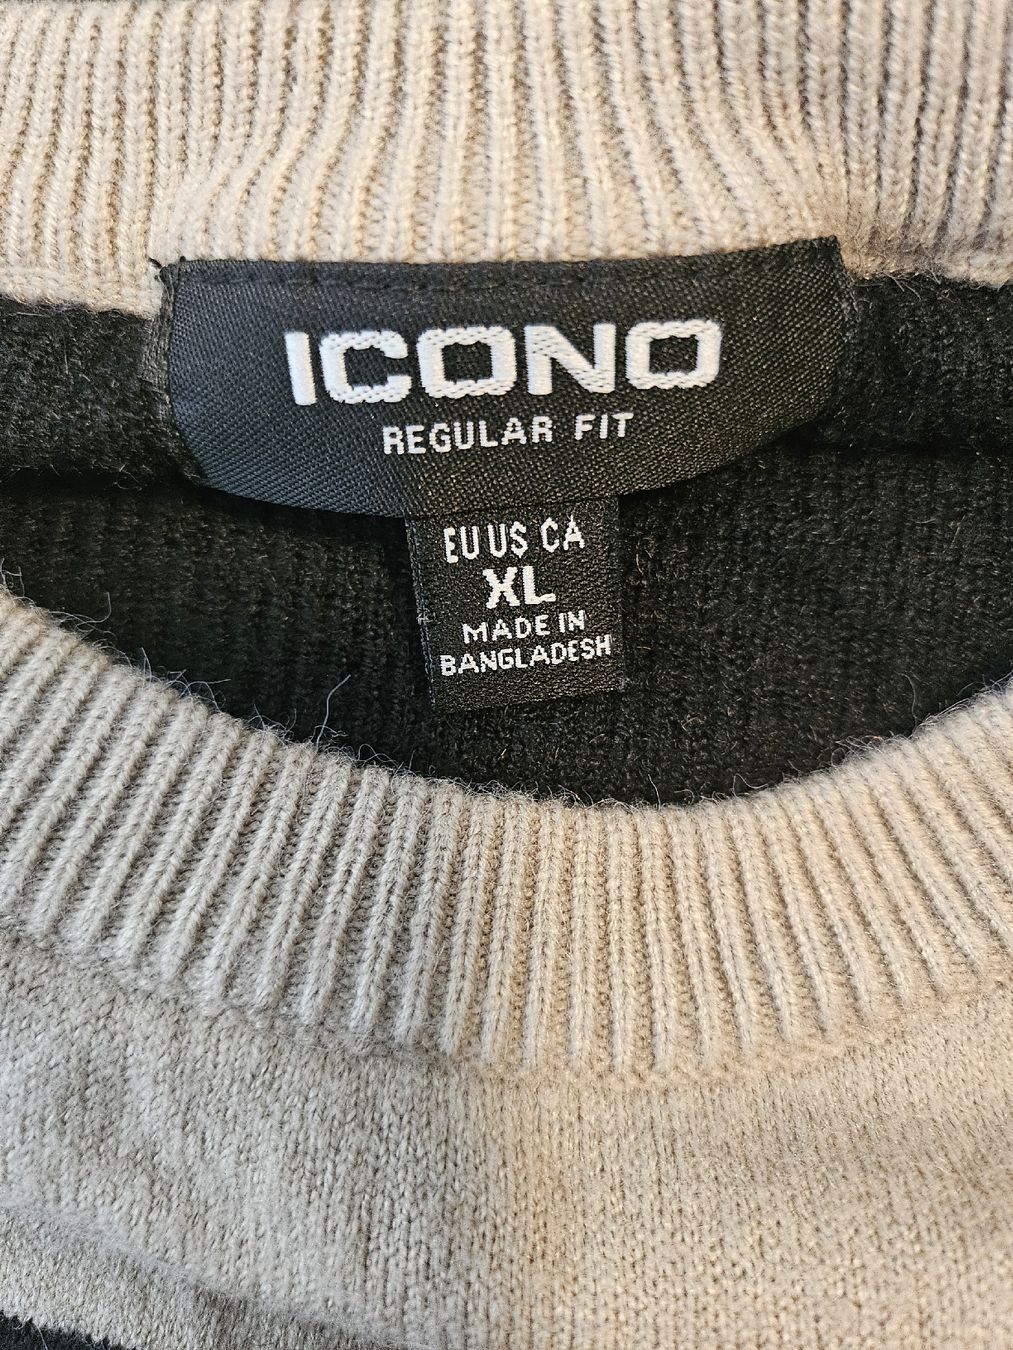 ICONO
REGULAR FIT
EU US CA
XL
MADE IN
BANGLADESH